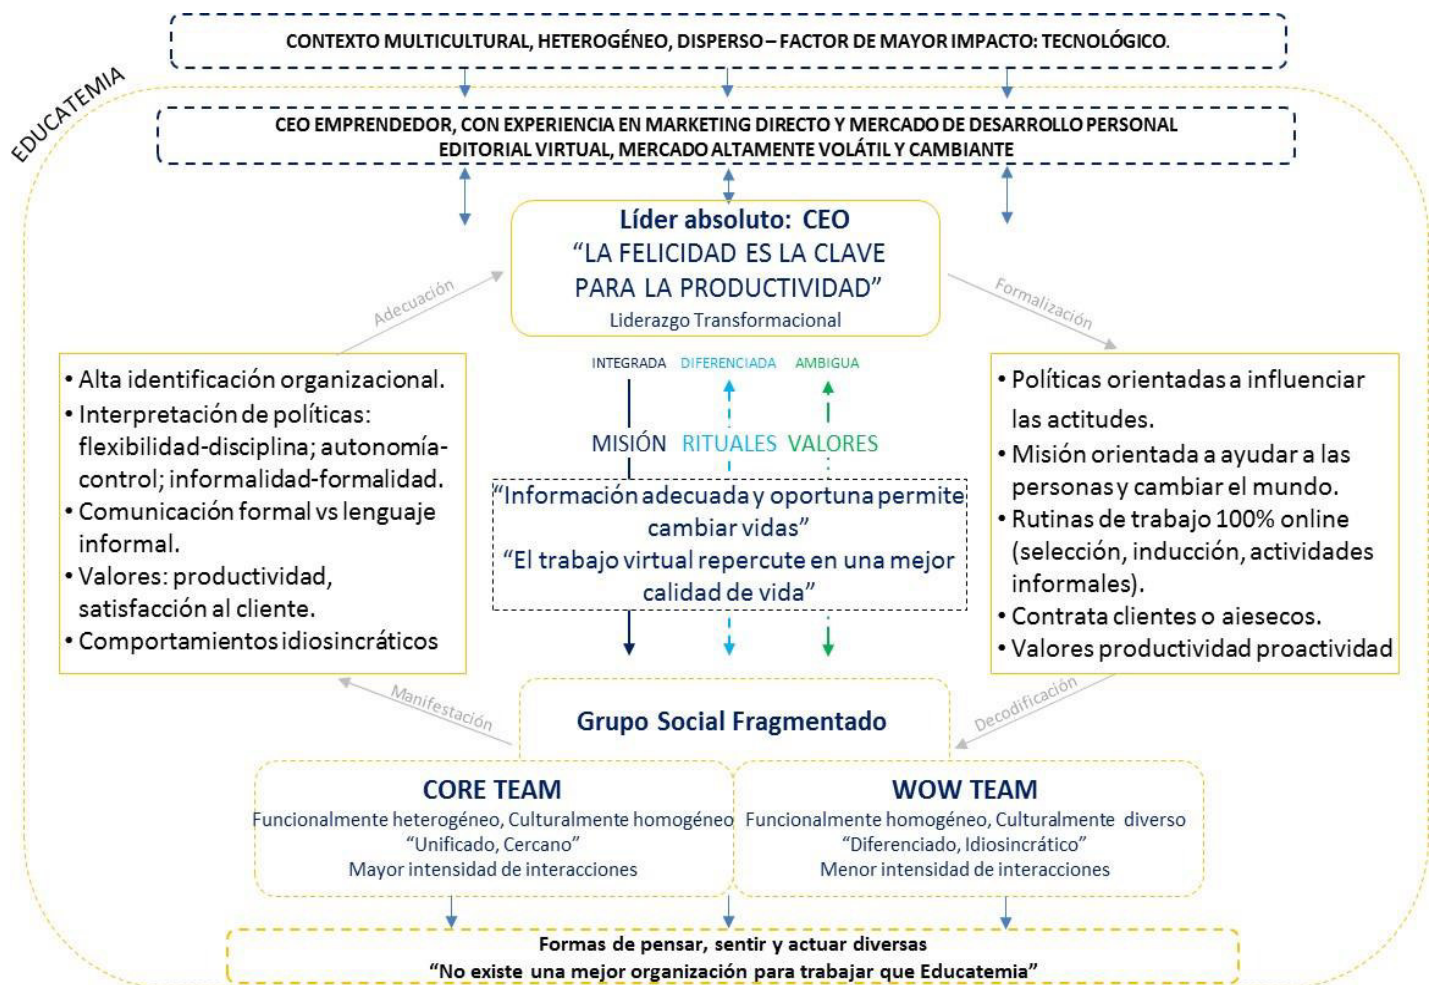 CONTEXTO MULTICULTURAL, HETEROGÉNEO, DISPERSO – FACTOR DE MAYOR IMPACTO: TECNOLÓGICO.
EDUCATEMIA
CEO EMPRENDEDOR, CON EXPERIENCIA EN MARKETING DIRECTO Y MERCADO DE DESARROLLO PERSONAL
EDITORIAL VIRTUAL, MERCADO ALTAMENTE VOLÁTIL Y CAMBIANTE
Líder absoluto: CEO
“LA FELICIDAD ES LA CLAVE
PARA LA PRODUCTIVIDAD”
Liderazgo Transformacional
Adecuación
Formalización
• Alta identificación organizacional.
• Interpretación de políticas:
flexibilidad-disciplina; autonomía-
control; informalidad-formalidad.
• Comunicación formal vs lenguaje
informal.
• Valores: productividad,
satisfacción al cliente.
• Comportamientos idiosincráticos
INTEGRADA DIFERENCIADA AMBIGUA
MISIÓN RITUALES VALORES
“Información adecuada y oportuna permite
cambiar vidas”
“El trabajo virtual repercute en una mejor
calidad de vida”
• Políticas orientadas a influenciar
las actitudes.
• Misión orientada a ayudar a las
personas y cambiar el mundo.
• Rutinas de trabajo 100% online
(selección, inducción, actividades
informales).
• Contrata clientes o aiesecos.
• Valores productividad proactividad
Manifestación
Decodificación
Grupo Social Fragmentado
CORE TEAM
Funcionalmente heterogéneo, Culturalmente homogéneo
“Unificado, Cercano”
Mayor intensidad de interacciones
WOW TEAM
Funcionalmente homogéneo, Culturalmente diverso
“Diferenciado, Idiosincrático”
Menor intensidad de interacciones
Formas de pensar, sentir y actuar diversas
“No existe una mejor organización para trabajar que Educatemia”